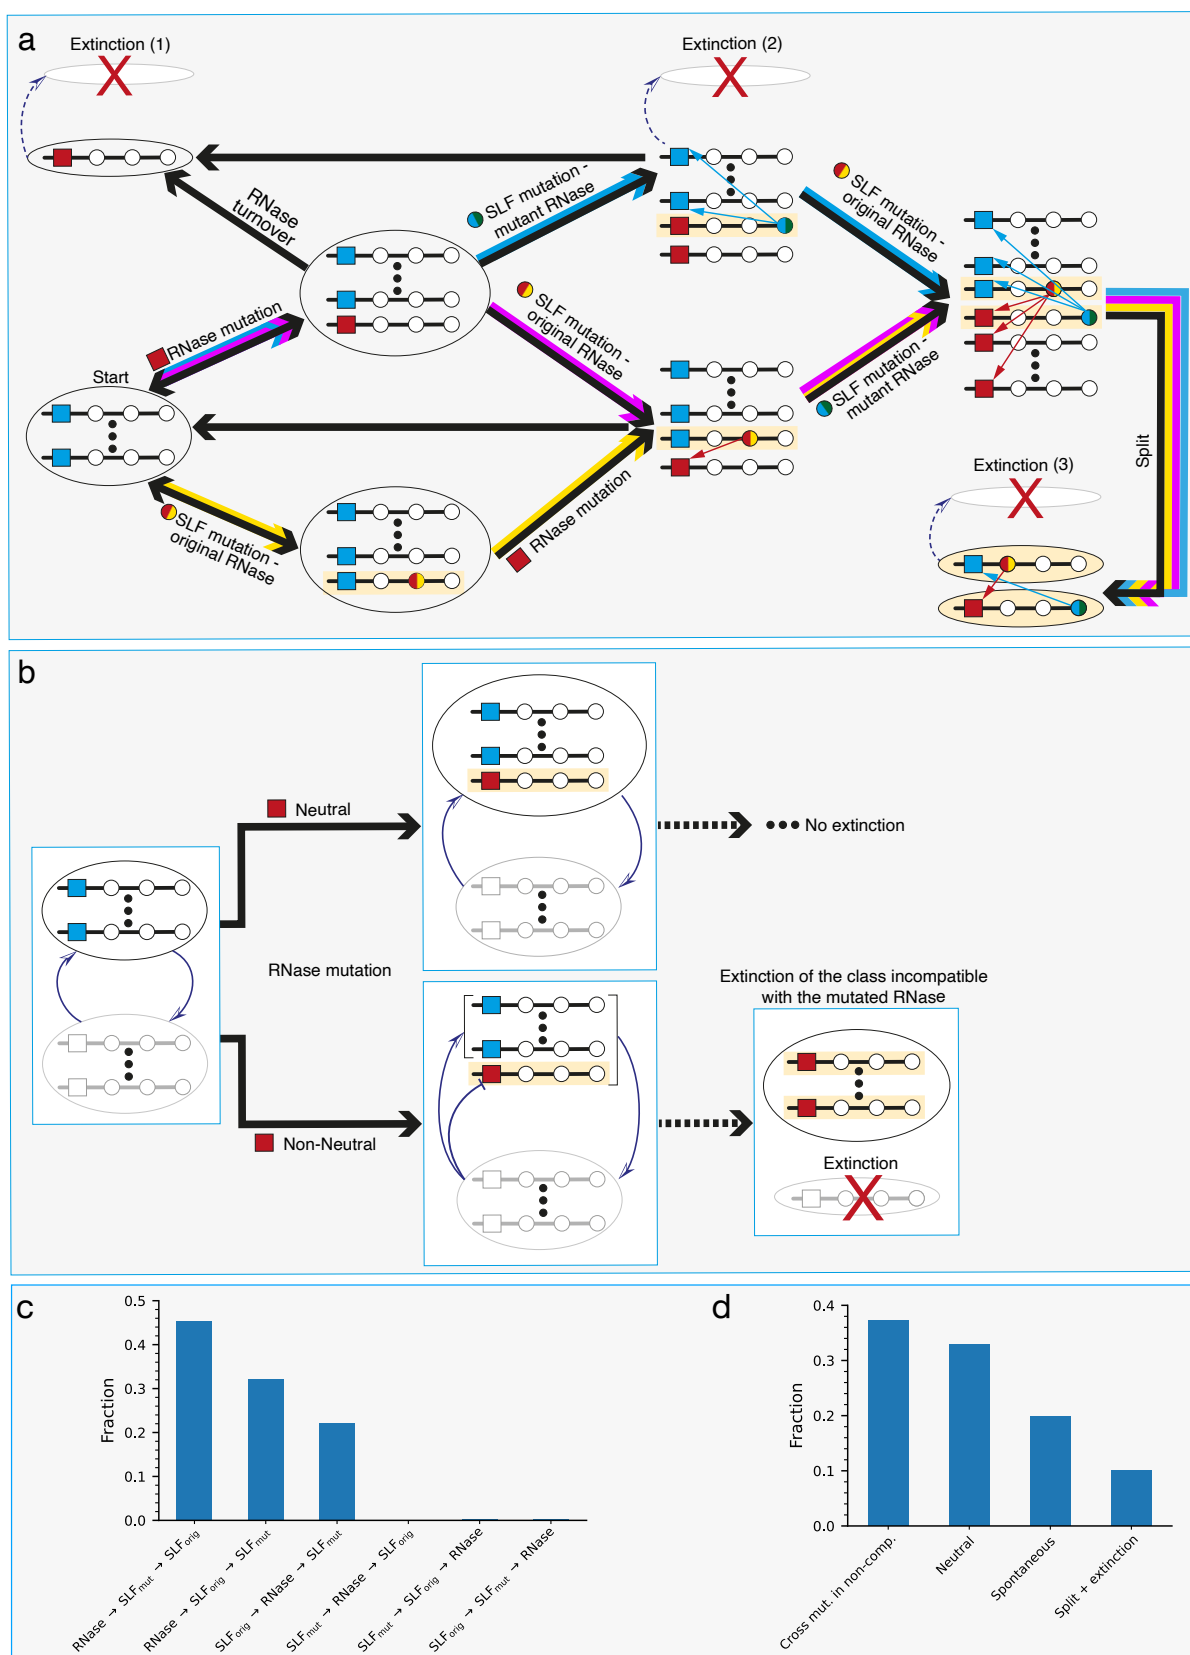 a
Extinction (1)
Extinction (2)
RNase
turnover
SLF mutation -
mutant RNase
SLF mutation -
original RNase
RNase mutation
SLF mutation -
original RNase
Start
SLF mutation -
mutant RNase
SLF mutation -
original RNase
RNase mutation
Split
Extinction (3)
b
Neutral
No extinction
RNase mutation
Extinction of the class incompatible
with the mutated RNase
Non-Neutral
Extinction
c
Fraction
0.5
0.4
0.3
0.2
0.1
0.0
RNase → SLFmut → SLForig
RNase → SLForig → SLFmut
SLForig → RNase → SLFmut
SLFmut → RNase → SLForig
SLFmut → SLForig → RNase
SLForig → SLFmut → RNase
d
Fraction
0.4
0.3
0.2
0.1
0.0
Cross mut. in non-comp.
Neutral
Spontaneous
Split + extinction